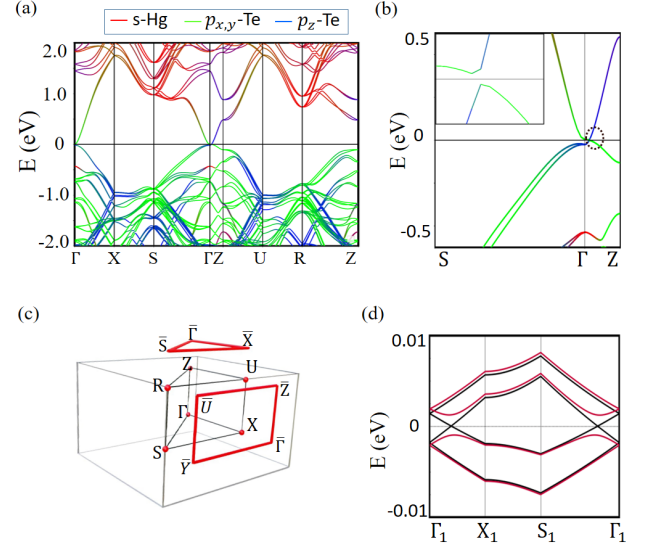 (a)
s-Hg
pₓ,ᵧ-Te
p_z-Te
2.0
1.0
0
-1.0
-2.0
E (eV)
Γ X S ΓZ U R Z
(b)
0.5
0
-0.5
E (eV)
S Γ Z
(c)
S̅ Γ̅ X̅
Z U
R
Γ U̅ Z̅
S X
Y̅ Γ̅
(d)
0.01
0
-0.01
E (eV)
Γ₁ X₁ S₁ Γ₁